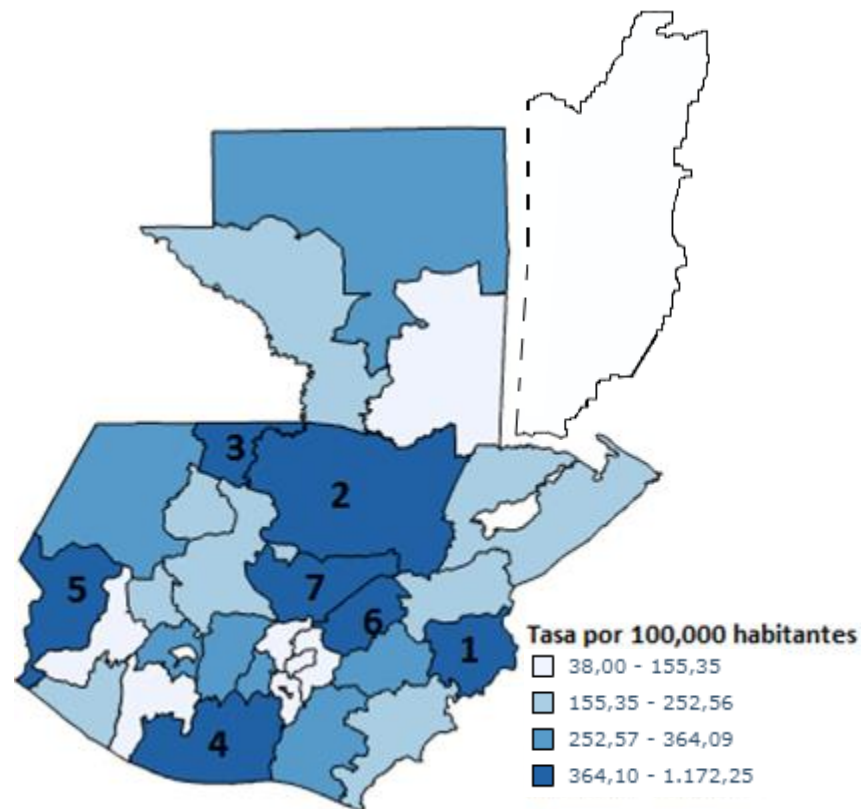 3
2
5
7
6
1
4
Tasa por 100,000 habitantes
38,00 - 155,35
155,35 - 252,56
252,57 - 364,09
364,10 - 1.172,25